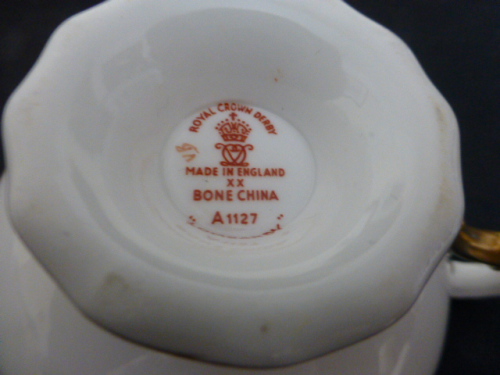 ROYAL CROWN DERBY
MADE IN ENGLAND
XX
BONE CHINA
A1127